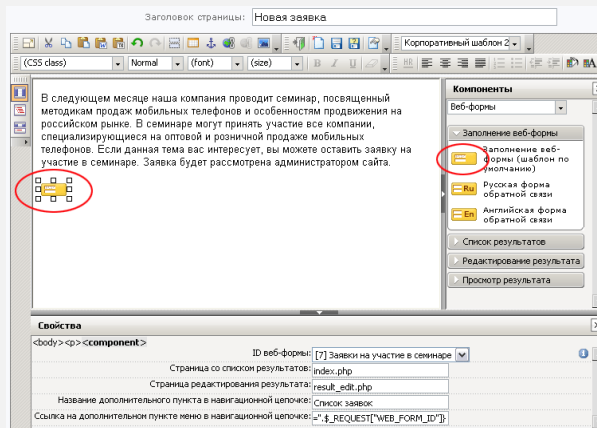 Заголовок страницы: Новая заявка
Корпоративный шаблон 2
(CSS class) Normal (font) (size) B I U HR
В следующем месяце наша компания проводит семинар, посвященный
методикам продаж мобильных телефонов и особенностям продвижения на
российском рынке. В семинаре могут принять участие все компании,
специализирующиеся на оптовой и розничной продаже мобильных
телефонов. Если данная тема вас интересует, вы можете оставить заявку на
участие в семинаре. Заявка будет рассмотрена администратором сайта.
Компоненты
Веб-формы
Заполнение веб-формы
Заполнение веб-
формы (шаблон по
умолчанию)
Ru Русская форма
обратной связи
En Английская форма
обратной связи
Список результатов
Редактирование результата
Просмотр результата
Свойства
<body><p><component>
ID веб-формы: [7] Заявки на участие в семинаре
Страница со списком результатов: index.php
Страница редактирования результата: result_edit.php
Название дополнительного пункта в навигационной цепочке: Список заявок
Ссылка на дополнительном пункте меню в навигационной цепочке: =".$_REQUEST["WEB_FORM_ID"]}